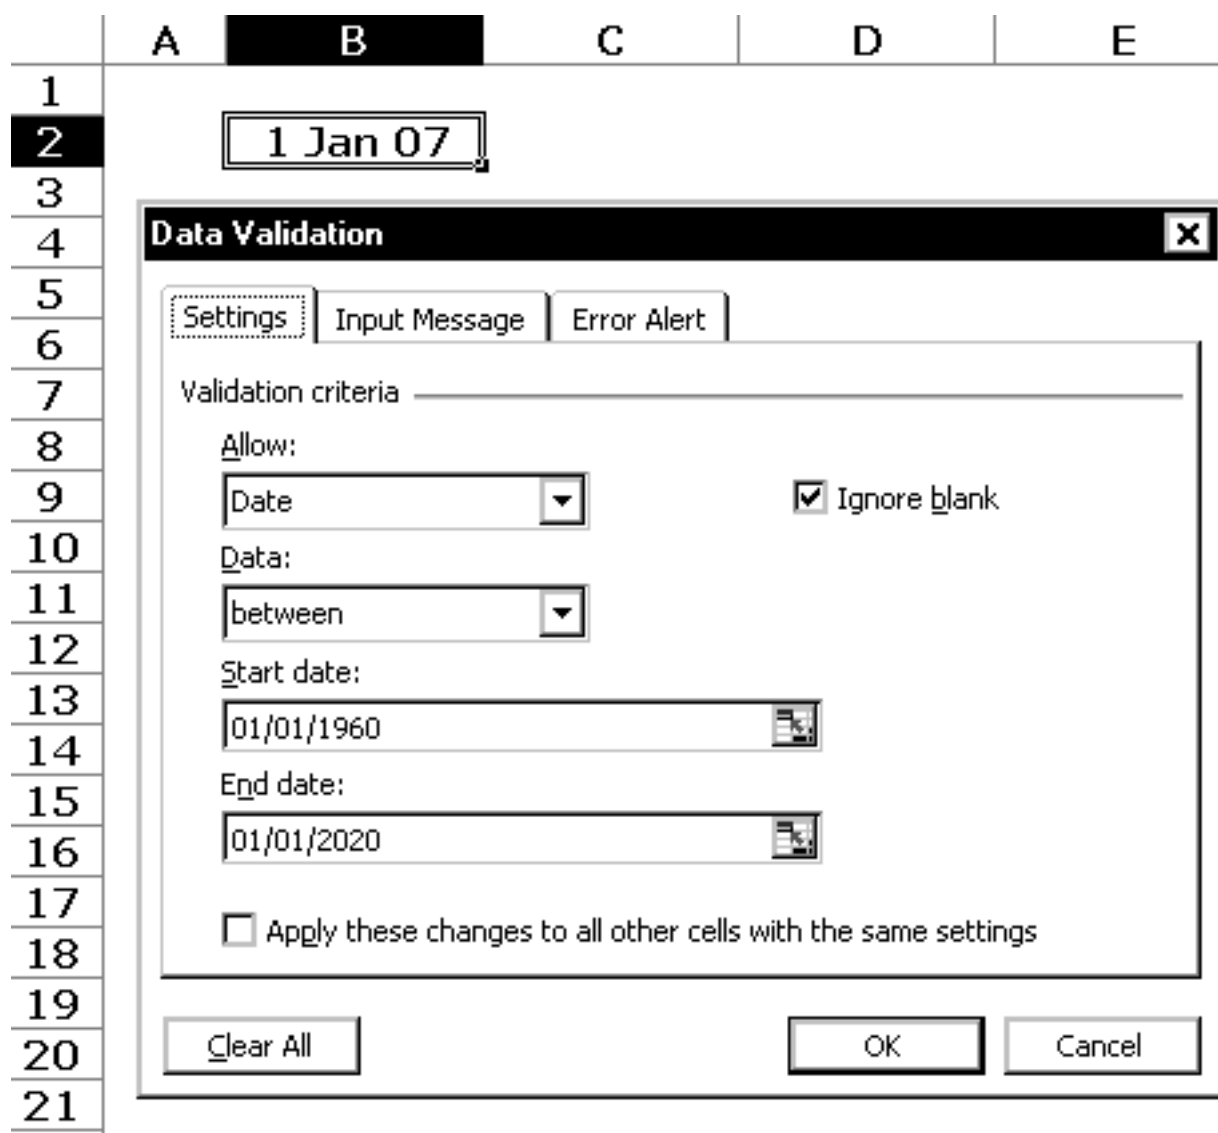 A B C D E
1
2 1 Jan 07
3
4 Data Validation
5 Settings Input Message Error Alert
6
7 Validation criteria
8 Allow:
9 Date Ignore blank
10 Data:
11 between
12
13 Start date:
01/01/1960
14
15 End date:
16 01/01/2020
17
18 Apply these changes to all other cells with the same settings
19
20 Clear All OK Cancel
21